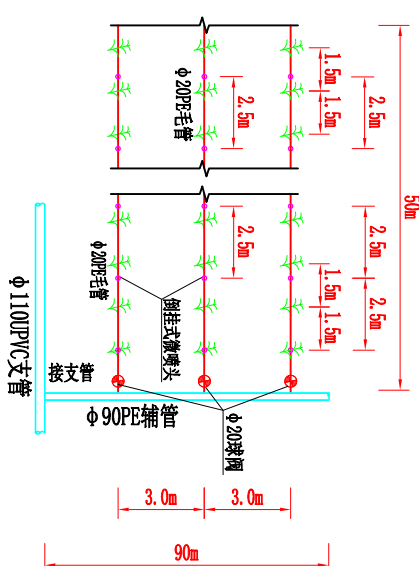 50m
1.5m
1.5m
2.5m
2.5m
φ20PE毛管
2.5m
2.5m
1.5m
2.5m
1.5m
φ20PE毛管
倒挂式微喷头
φ110UPVC支管
接支管
φ90PE辅管
φ20球阀
3.0m
3.0m
90m